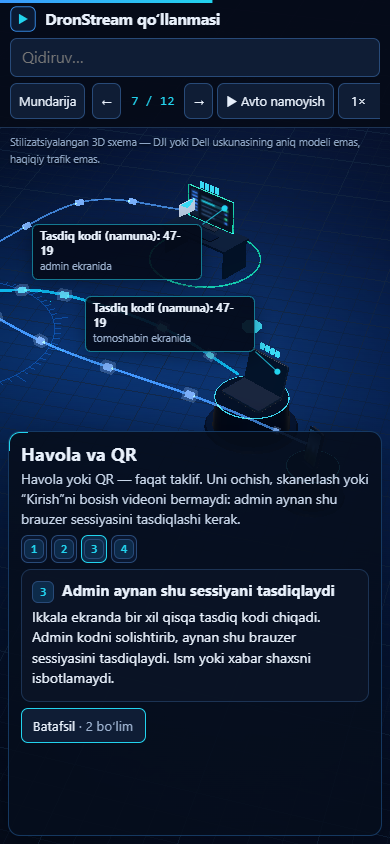 DronStream qoʻllanmasi
Qidiruv...
Mundarija
←
7 / 12
→
▶ Avto namoyish
1×
Stilizatsiyalangan 3D sxema — DJI yoki Dell uskunasining aniq modeli emas,
haqiqiy trafik emas.
Tasdiq kodi (namuna): 47-
19
admin ekranida
Tasdiq kodi (namuna): 47-
19
tomoshabin ekranida
Havola va QR
Havola yoki QR — faqat taklif. Uni ochish, skanerlash yoki
“Kirish”ni bosish videoni bermaydi: admin aynan shu
brauzer sessiyasini tasdiqlashi kerak.
1
2
3
4
3 Admin aynan shu sessiyani tasdiqlaydi
Ikkala ekranda bir xil qisqa tasdiq kodi chiqadi.
Admin kodni solishtirib, aynan shu brauzer
sessiyasini tasdiqlaydi. Ism yoki xabar shaxsni
isbotlamaydi.
Batafsil · 2 boʻlim